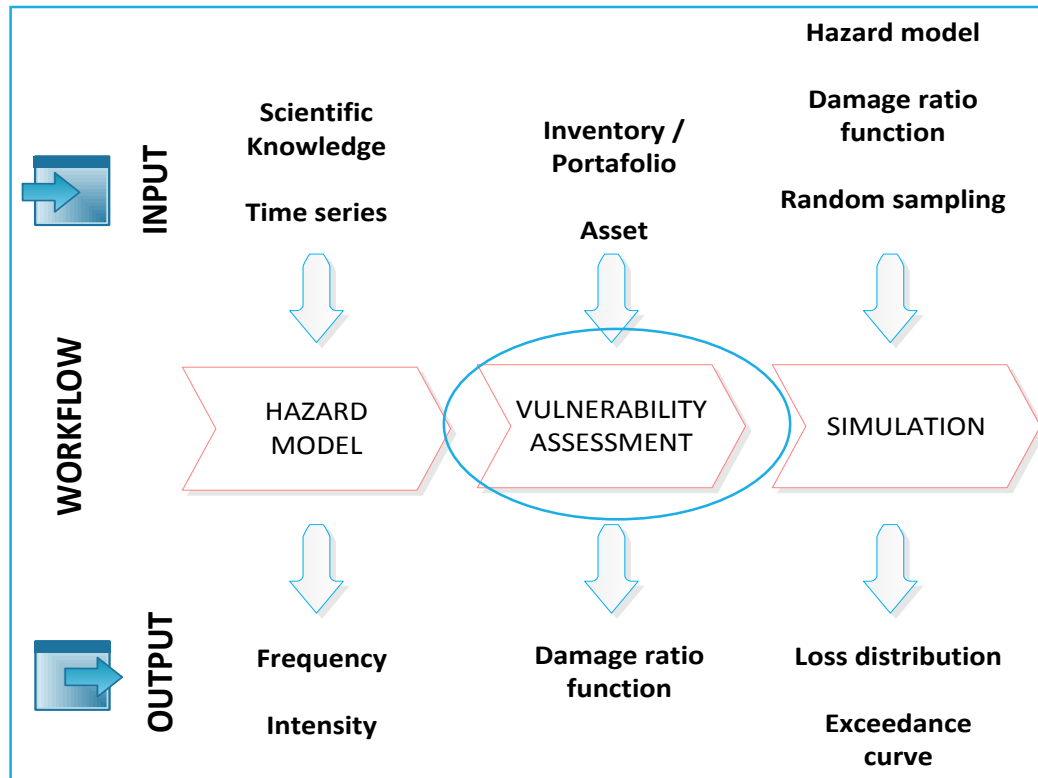 INPUT
Scientific
Knowledge
Time series
Inventory /
Portafolio
Asset
Hazard model
Damage ratio
function
Random sampling
WORKFLOW
HAZARD
MODEL
VULNERABILITY
ASSESSMENT
SIMULATION
OUTPUT
Frequency
Intensity
Damage ratio
function
Loss distribution
Exceedance
curve